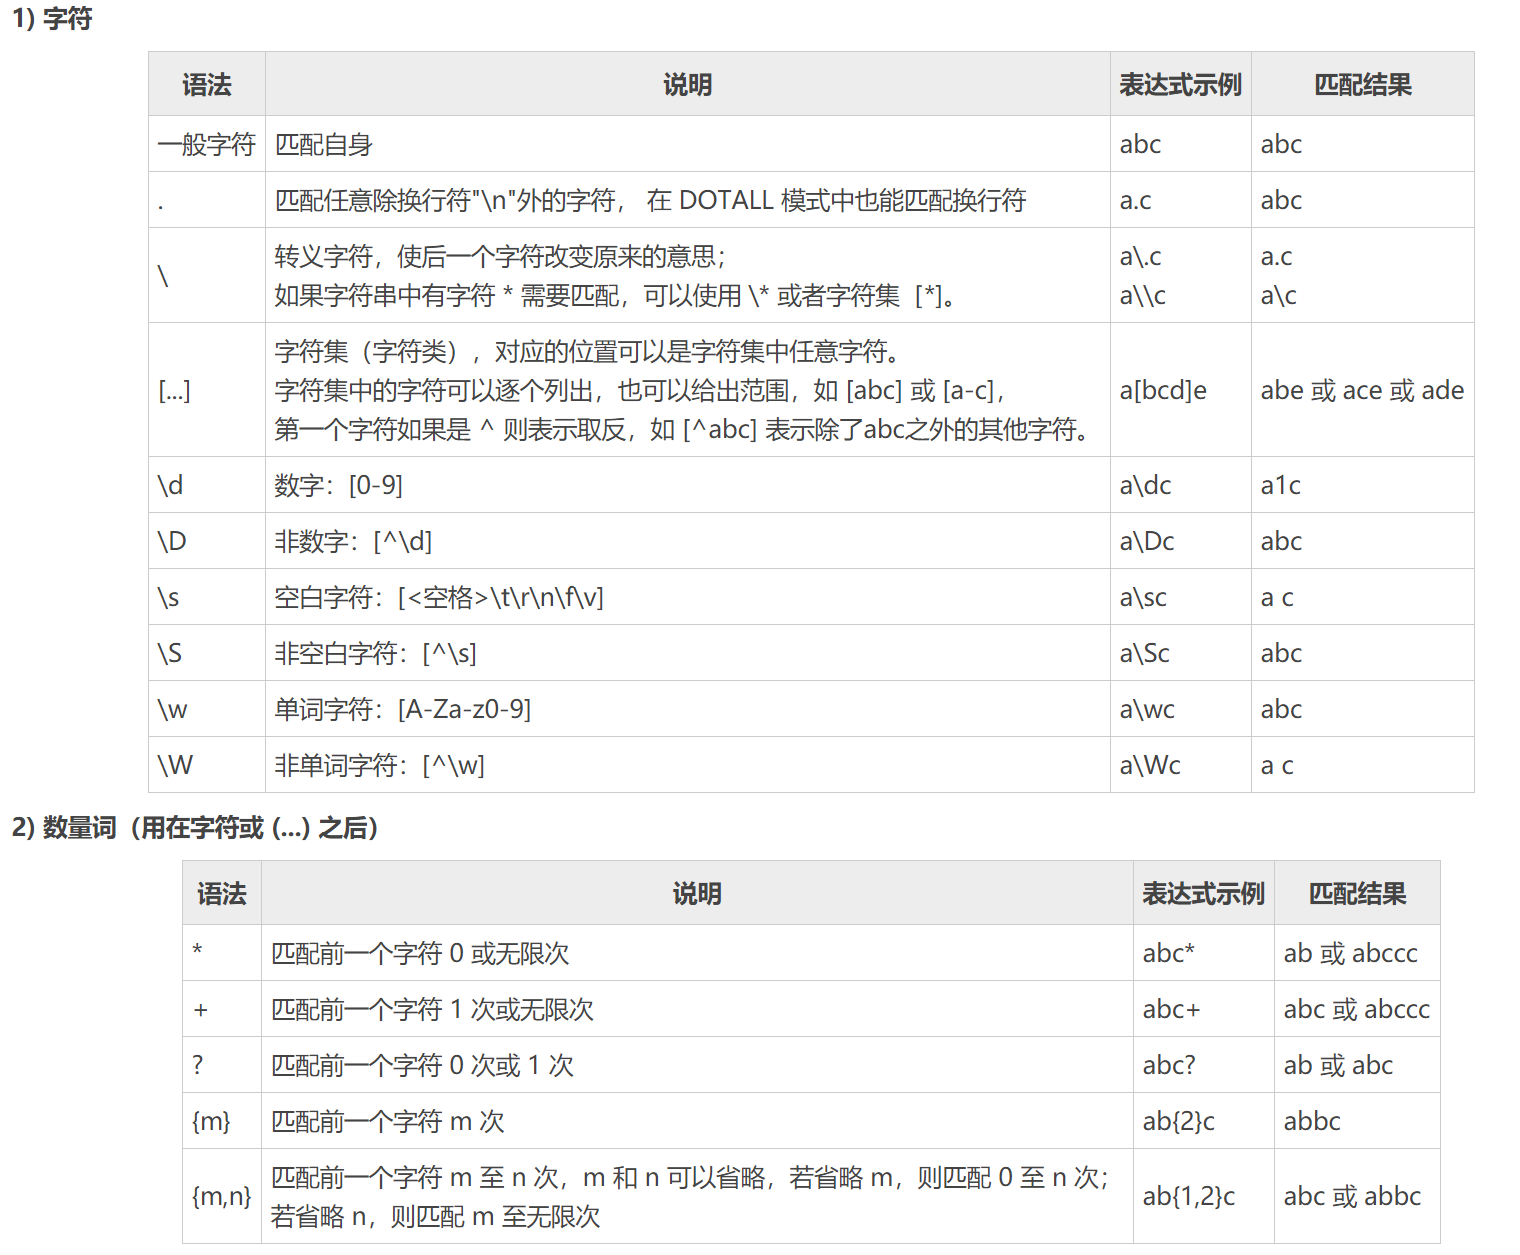 1) 字符
语法 说明 表达式示例 匹配结果
一般字符 匹配自身 abc abc
. 匹配任意除换行符"\n"外的字符， 在 DOTALL 模式中也能匹配换行符 a.c abc
\ 转义字符，使后一个字符改变原来的意思； a\.c a.c
如果字符串中有字符 * 需要匹配，可以使用 \* 或者字符集［*］。 a\\c a\c
[...] 字符集（字符类），对应的位置可以是字符集中任意字符。
字符集中的字符可以逐个列出，也可以给出范围，如 [abc] 或 [a-c]， a[bcd]e abe 或 ace 或 ade
第一个字符如果是 ^ 则表示取反，如 [^abc] 表示除了abc之外的其他字符。
\d 数字：[0-9] a\dc a1c
\D 非数字：[^\d] a\Dc abc
\s 空白字符：[<空格>\t\r\n\f\v] a\sc a c
\S 非空白字符：[^\s] a\Sc abc
\w 单词字符：[A-Za-z0-9] a\wc abc
\W 非单词字符：[^\w] a\Wc a c
2) 数量词（用在字符或 (...) 之后）
语法 说明 表达式示例 匹配结果
* 匹配前一个字符 0 或无限次 abc* ab 或 abccc
+ 匹配前一个字符 1 次或无限次 abc+ abc 或 abccc
? 匹配前一个字符 0 次或 1 次 abc? ab 或 abc
{m} 匹配前一个字符 m 次 ab{2}c abbc
{m,n} 匹配前一个字符 m 至 n 次，m 和 n 可以省略，若省略 m，则匹配 0 至 n 次； ab{1,2}c abc 或 abbc
若省略 n，则匹配 m 至无限次